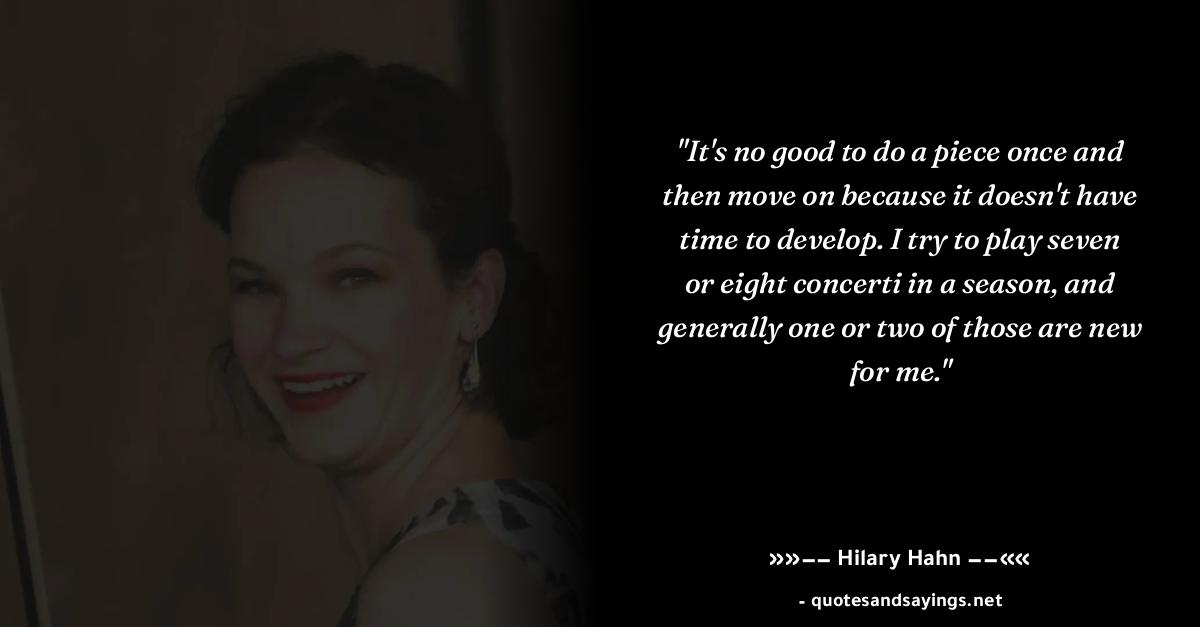 "It's no good to do a piece once and
then move on because it doesn't have
time to develop. I try to play seven
or eight concerti in a season, and
generally one or two of those are new
for me."
»»–– Hilary Hahn ––««
- quotesandsayings.net